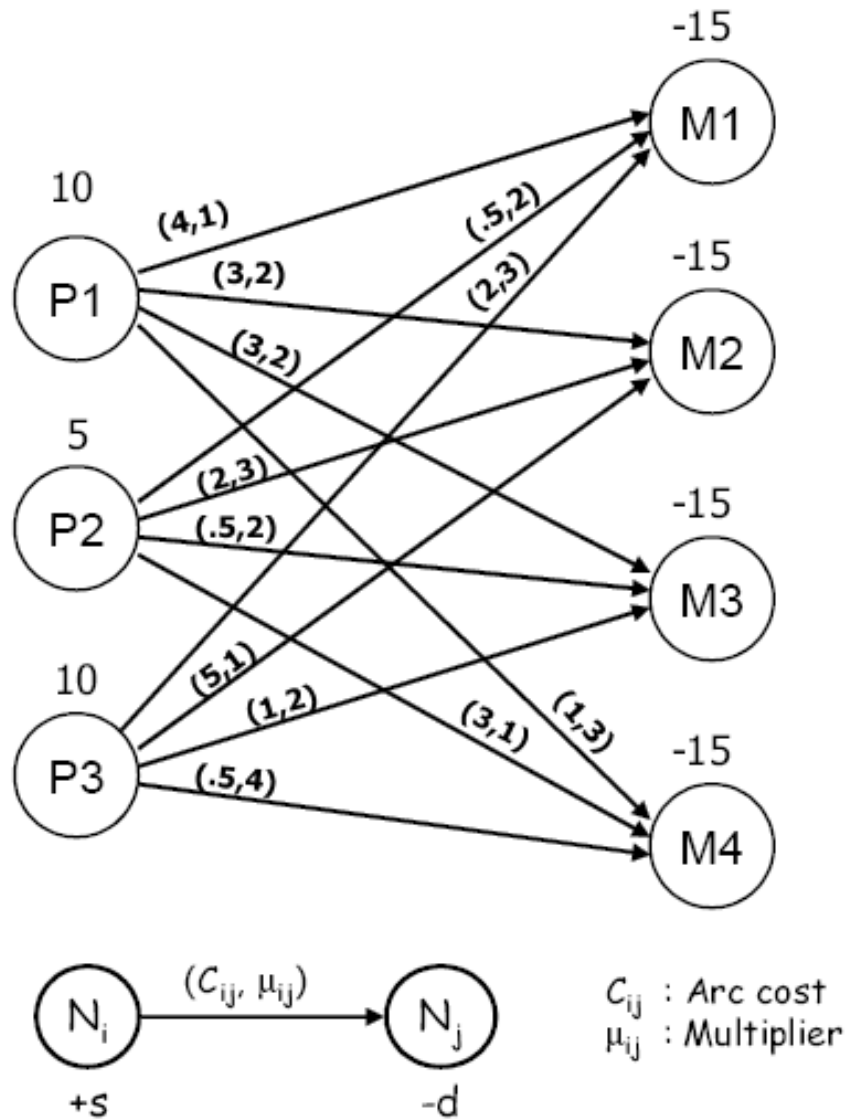 -15
M1
10
(4,1)
(.5,2)
P1
(3,2)
(2,3)
-15
M2
(3,2)
5
P2
(2,3)
(.5,2)
-15
M3
10
(5,1)
(1,2)
(3,1)
(1,3)
P3
(.5,4)
-15
M4
(Cij, μij)
Ni
Nj
Cij : Arc cost
μij : Multiplier
+s
-d